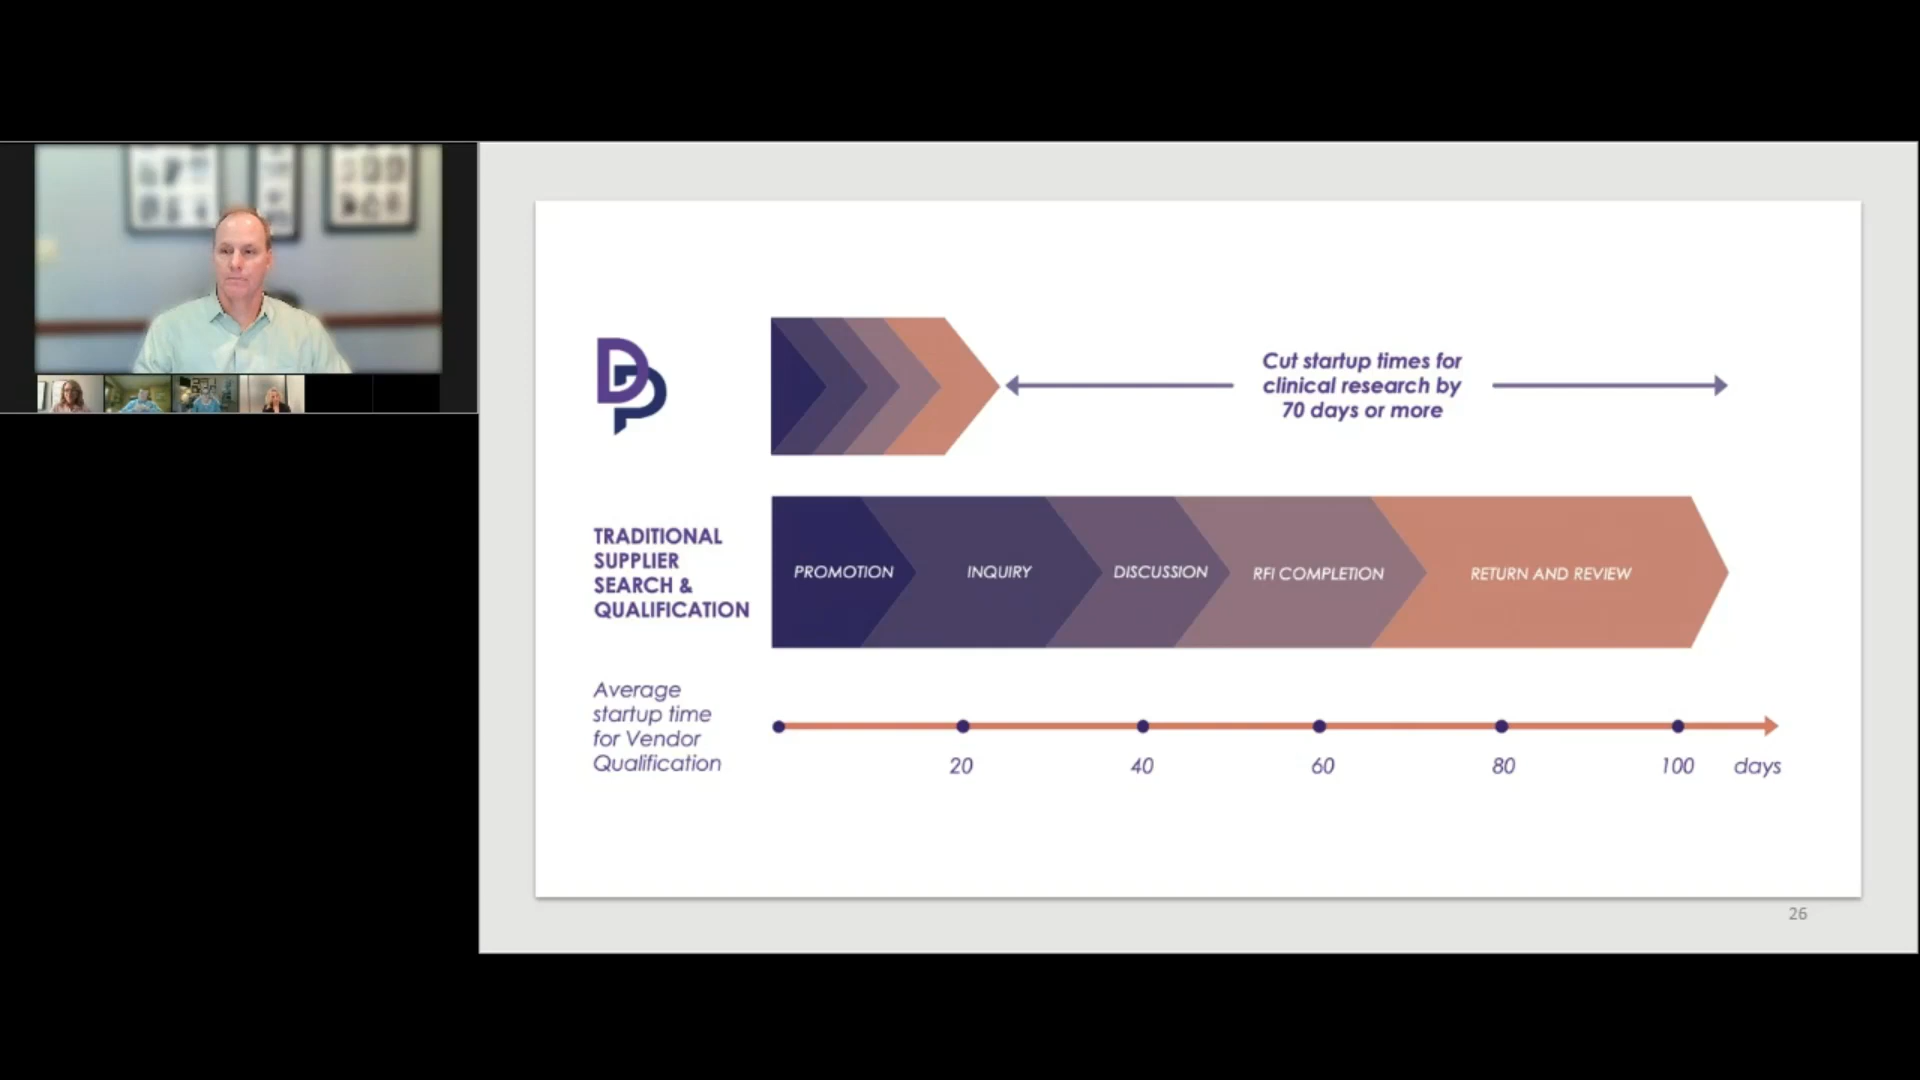 DP
Cut startup times for
clinical research by
70 days or more
TRADITIONAL
SUPPLIER
SEARCH &
QUALIFICATION
PROMOTION
INQUIRY
DISCUSSION
RFI COMPLETION
RETURN AND REVIEW
Average
startup time
for Vendor
Qualification
20
40
60
80
100
days
26